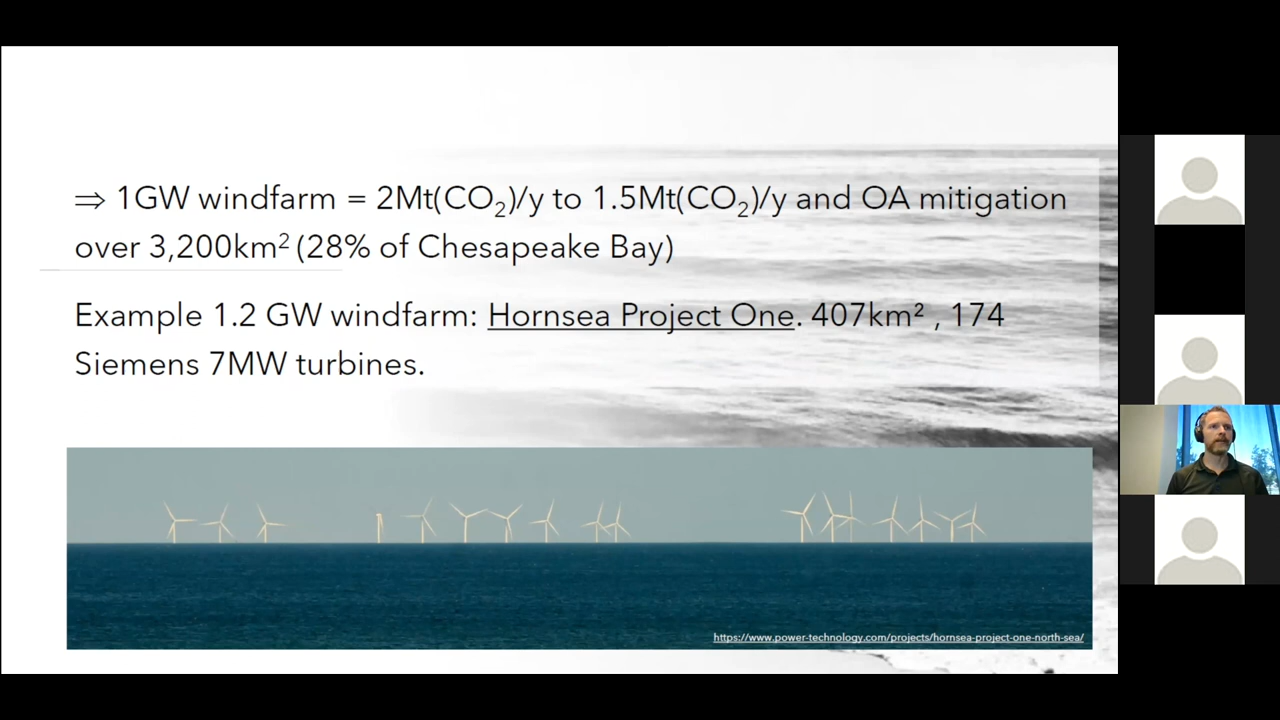 ⇒ 1GW windfarm = 2Mt(CO₂)/y to 1.5Mt(CO₂)/y and OA mitigation
over 3,200km² (28% of Chesapeake Bay)
Example 1.2 GW windfarm: Hornsea Project One. 407km² , 174
Siemens 7MW turbines.
https://www.power-technology.com/projects/hornsea-project-one-north-sea/